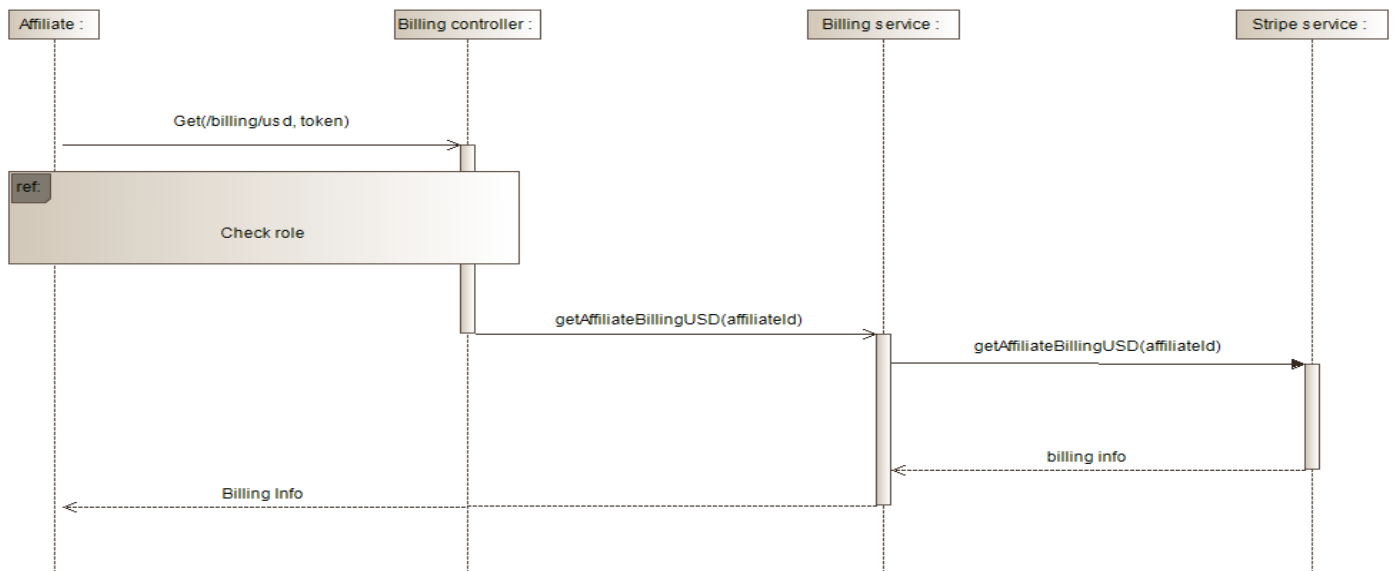 Affiliate :
Billing controller :
Billing service :
Stripe service :
Get(/billing/usd, token)
ref:
Check role
getAffiliateBillingUSD(affiliateId)
getAffiliateBillingUSD(affiliateId)
billing info
Billing Info